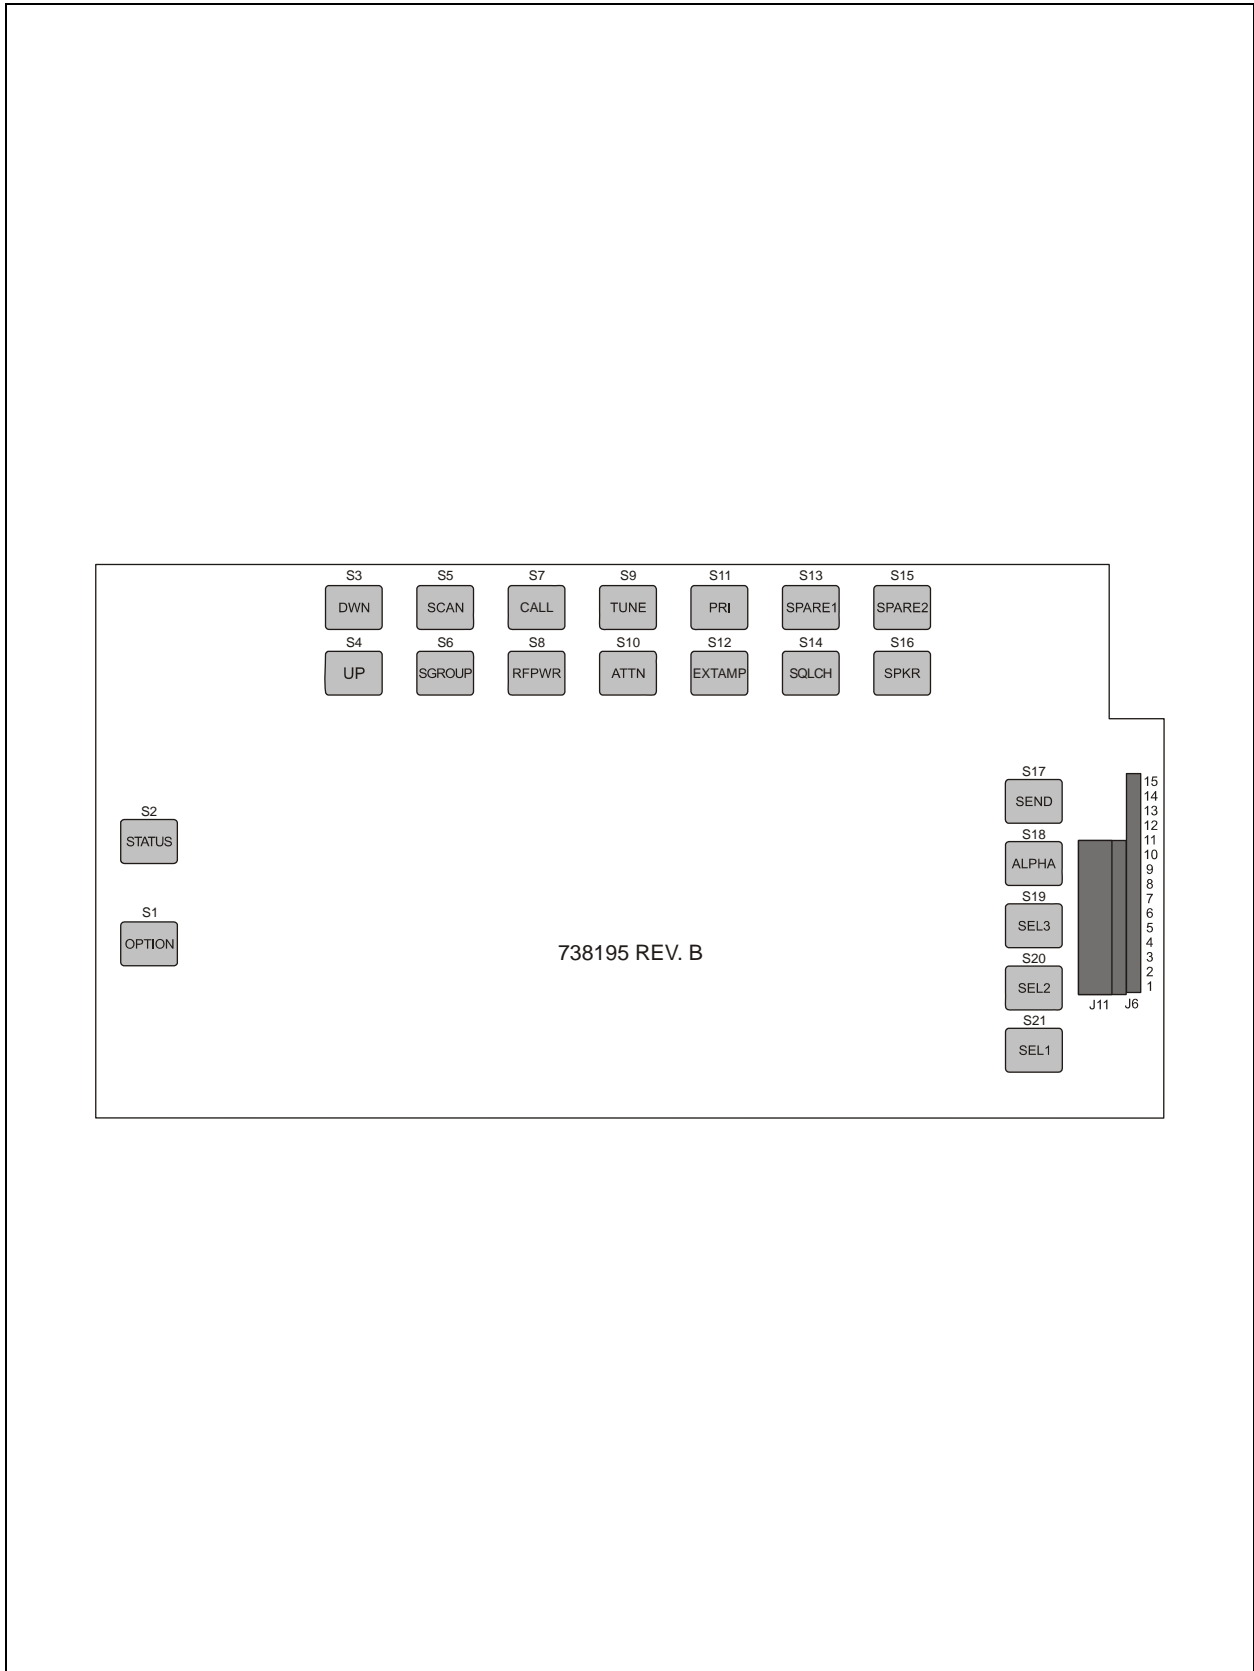 S3 S5 S7 S9 S11 S13 S15
DWN SCAN CALL TUNE PRI SPARE1 SPARE2
S4 S6 S8 S10 S12 S14 S16
UP SGROUP RFPWR ATTN EXTAMP SQLCH SPKR
S2
STATUS
S1
OPTION
738195 REV. B
S17
SEND
S18
ALPHA
S19
SEL3
S20
SEL2
S21
SEL1
15
14
13
12
11
10
9
8
7
6
5
4
3
2
1
J11 J6